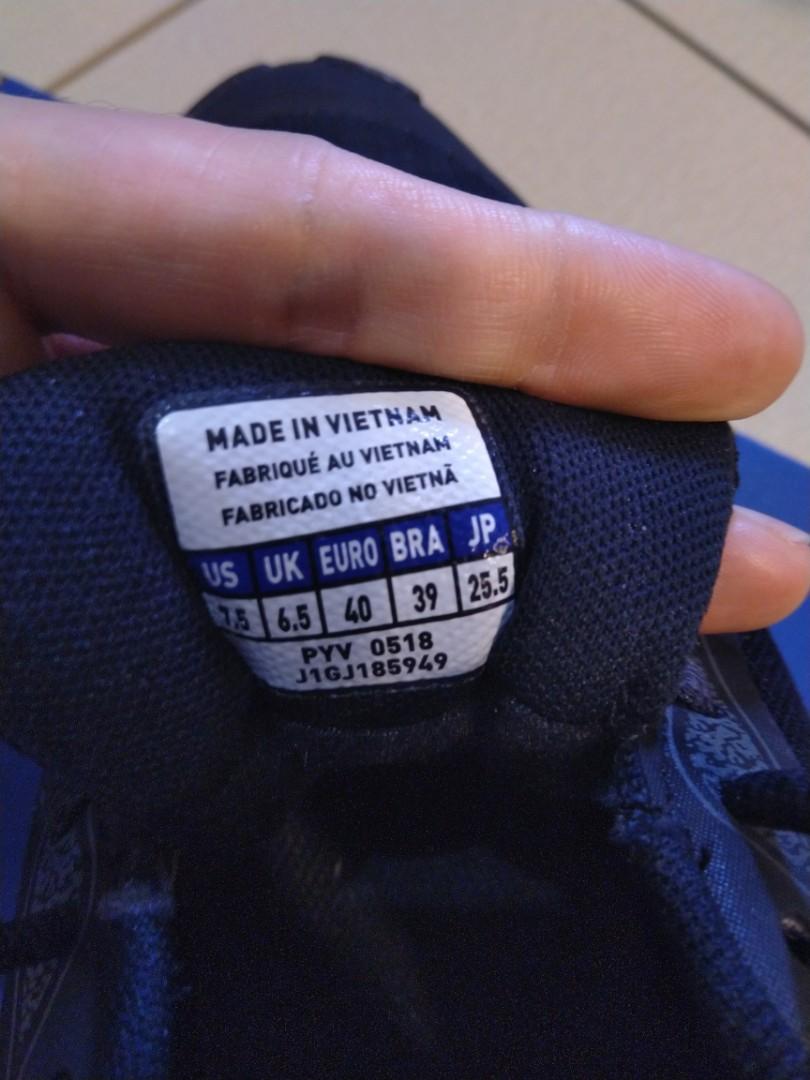 MADE IN VIETNAM
FABRIQUÉ AU VIETNAM
FABRICADO NO VIETNÃ
US UK EURO BRA JP
7.5 6.5 40 39 25.5
PYV 0518
J1GJ185949